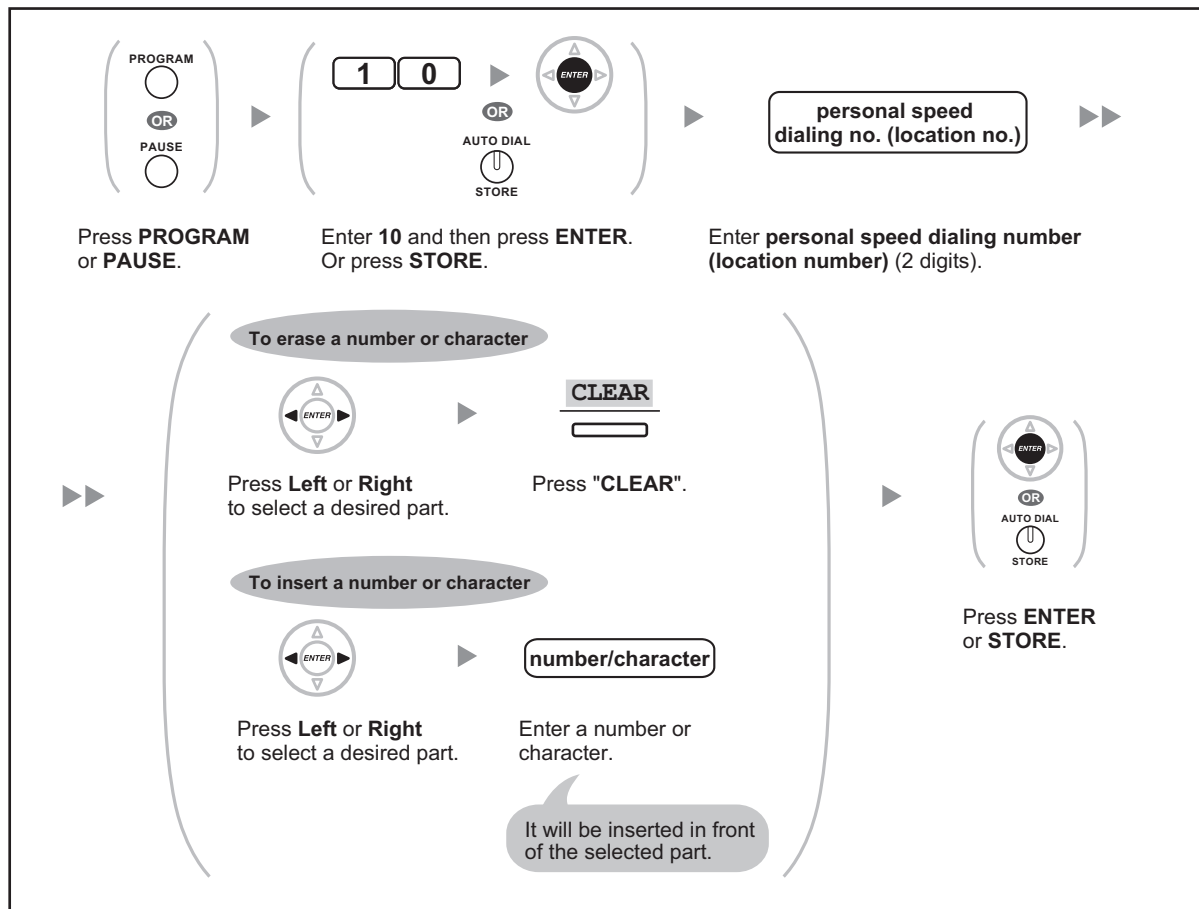 PROGRAM
OR
PAUSE
1 0
ENTER
OR
AUTO DIAL
STORE
personal speed
dialing no. (location no.)
Press PROGRAM
or PAUSE.
Enter 10 and then press ENTER.
Or press STORE.
Enter personal speed dialing number
(location number) (2 digits).
To erase a number or character
ENTER
CLEAR
Press Left or Right
to select a desired part.
Press "CLEAR".
To insert a number or character
ENTER
number/character
Press Left or Right
to select a desired part.
Enter a number or
character.
It will be inserted in front
of the selected part.
ENTER
OR
AUTO DIAL
STORE
Press ENTER
or STORE.